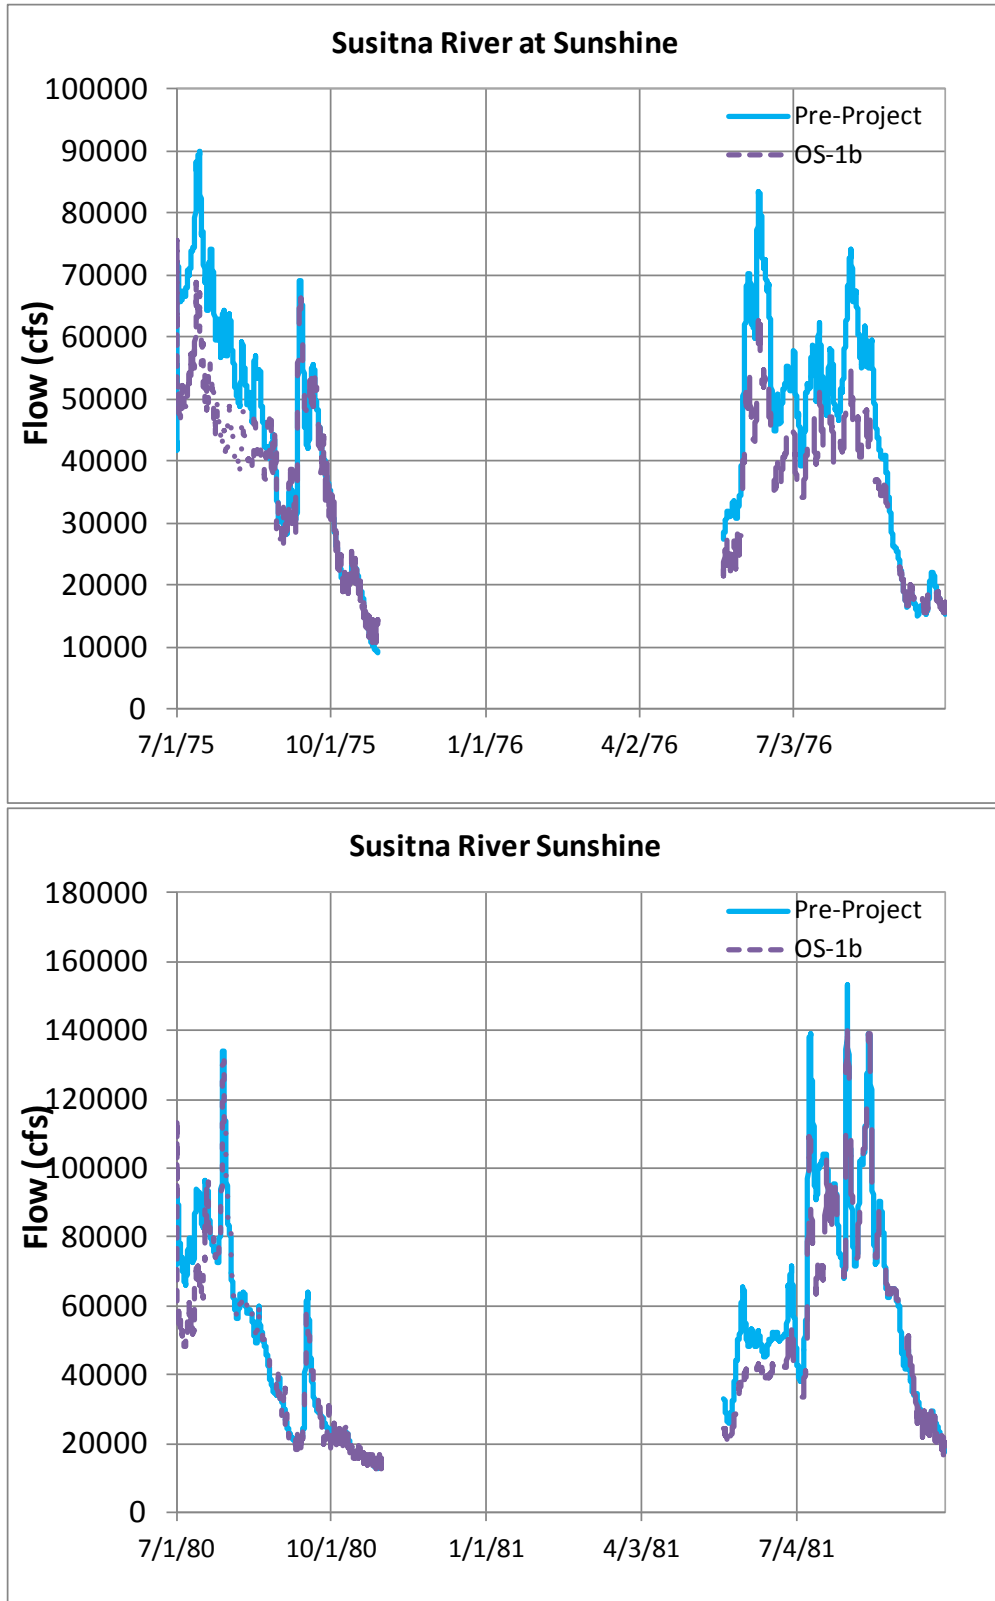 Susitna River at Sunshine
Flow (cfs)
100000
90000
80000
70000
60000
50000
40000
30000
20000
10000
0
Pre-Project
OS-1b
7/1/75 10/1/75 1/1/76 4/2/76 7/3/76
Susitna River Sunshine
Flow (cfs)
180000
160000
140000
120000
100000
80000
60000
40000
20000
0
Pre-Project
OS-1b
7/1/80 10/1/80 1/1/81 4/3/81 7/4/81